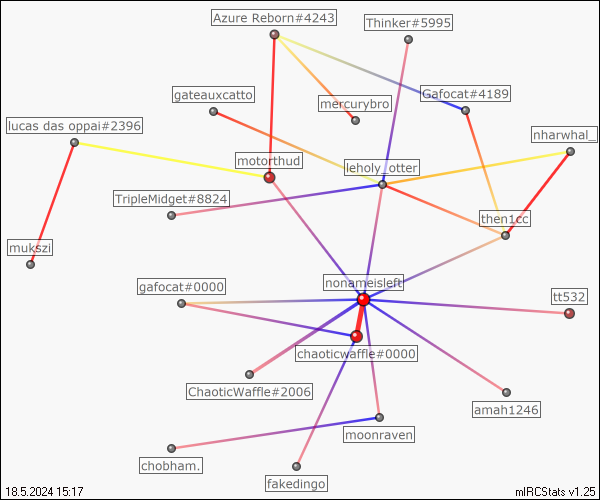 Azure Reborn#4243
Thinker#5995
gateauxcatto
mercurybro
Gafocat#4189
lucas das oppai#2396
nharwhal_
motorthud
leholy_otter
TripleMidget#8824
then1cc
mukszi
gafocat#0000
nonameisleft
tt532
chaoticwaffle#0000
ChaoticWaffle#2006
amah1246
moonraven
chobham.
fakedingo
18.5.2024 15:17
mIRCStats v1.25